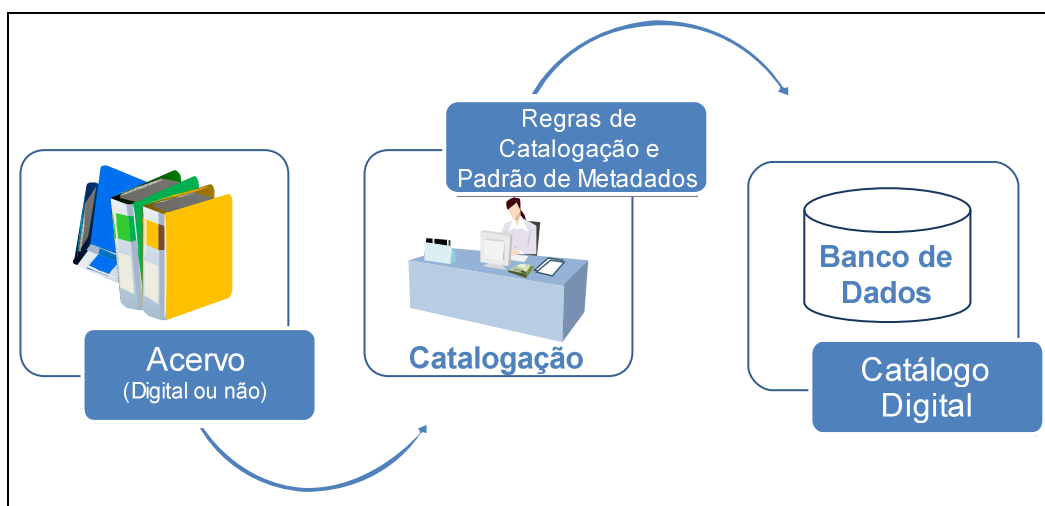 Acervo
(Digital ou não)
Regras de
Catalogação e
Padrão de Metadados
Catalogação
Banco de
Dados
Catálogo
Digital